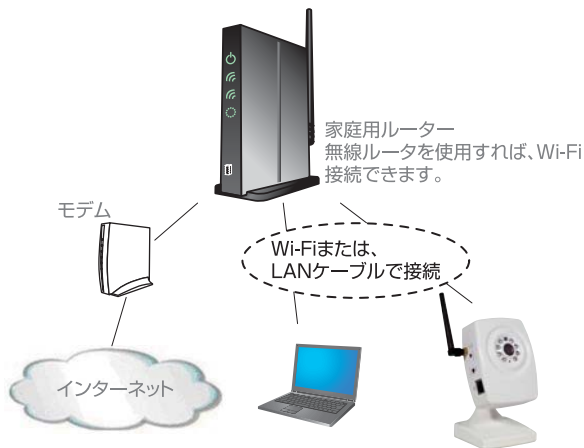 家庭用ルーター
無線ルータを使用すれば、Wi-Fi
接続できます。
モデム
Wi-Fiまたは、
LANケーブルで接続
インターネット